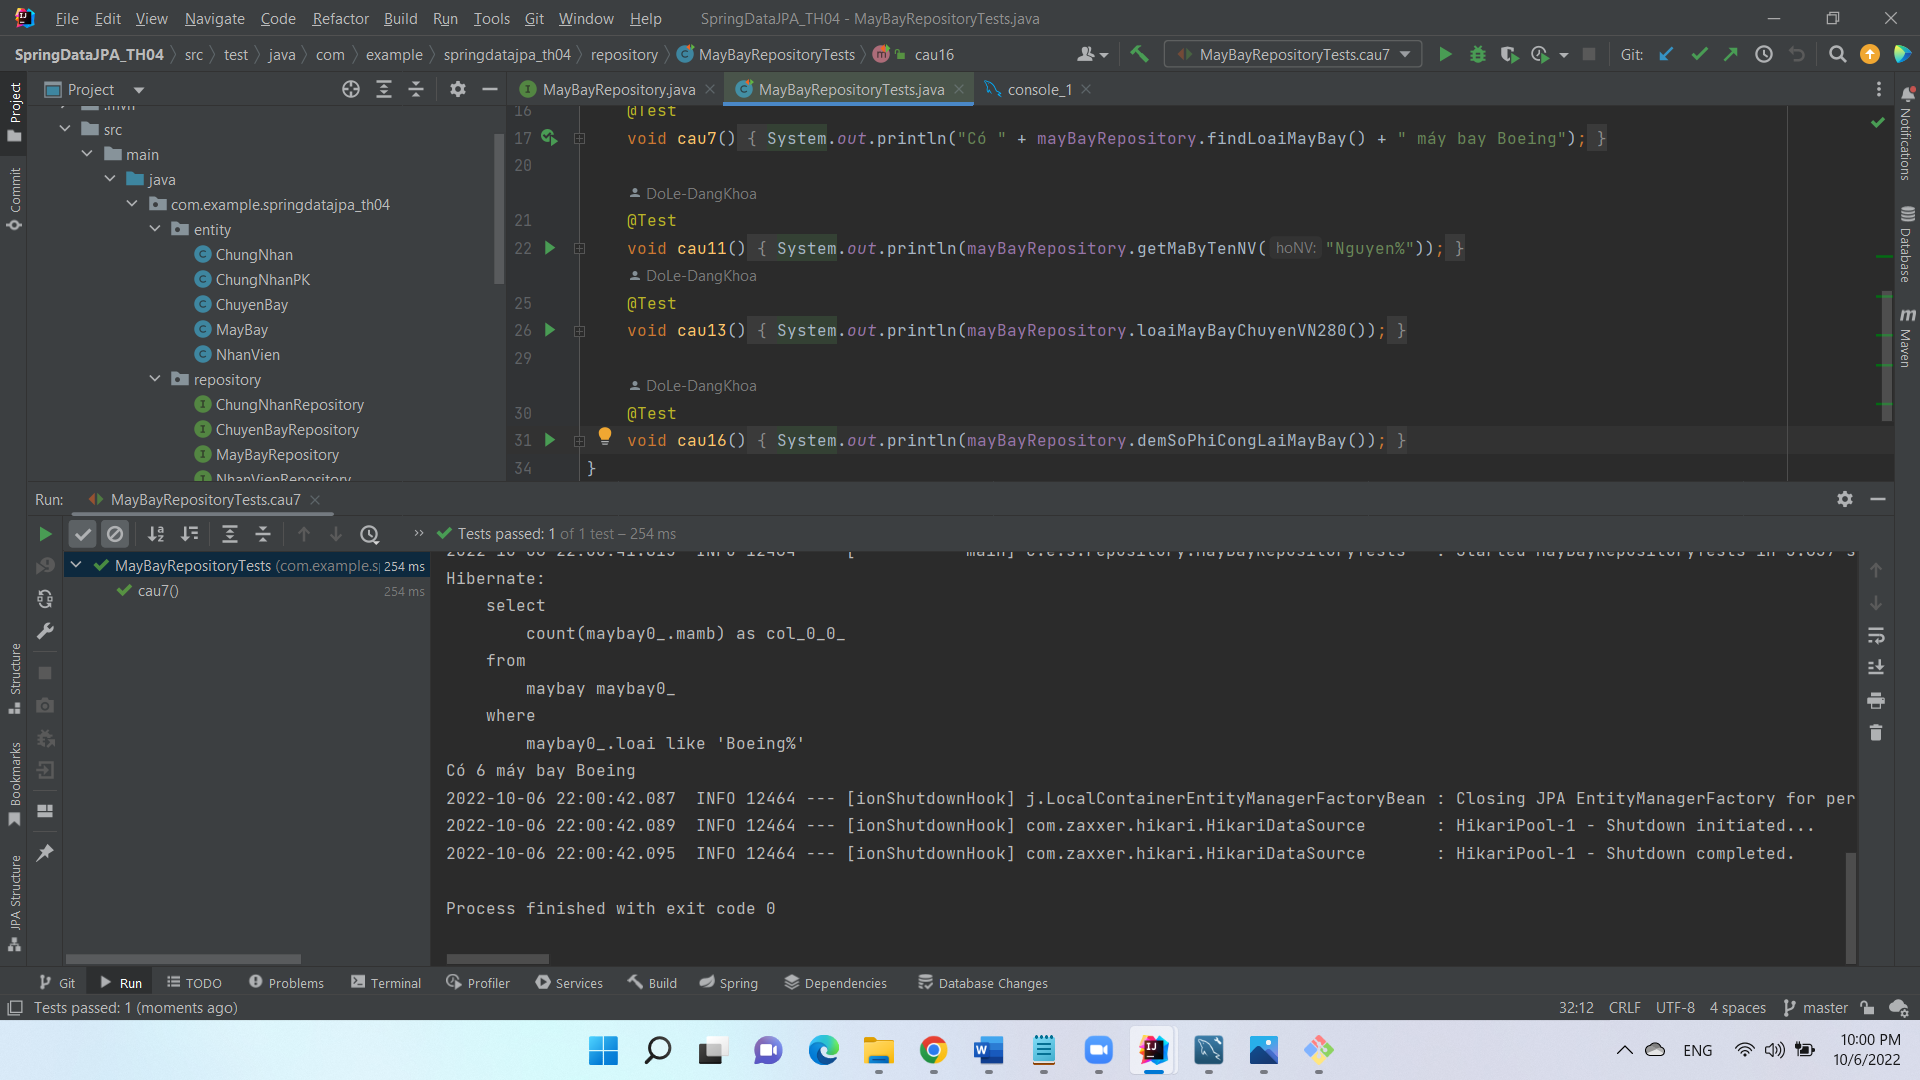 File Edit View Navigate Code Refactor Build Run Tools Git Window Help SpringDataJPA_TH04 - MayBayRepositoryTests.java
SpringDataJPA_TH04 src test java com example springdatajpa_th04 repository MayBayRepositoryTests cau16 MayBayRepositoryTests.cau7 Git:
Project
MayBayRepository.java MayBayRepositoryTests.java console_1
Project
Commit
Structure
Bookmarks
JPA Structure
.mvn
src
main
java
com.example.springdatajpa_th04
entity
ChungNhan
ChungNhanPK
ChuyenBay
MayBay
NhanVien
repository
ChungNhanRepository
ChuyenBayRepository
MayBayRepository
NhanVienRepository
16 @Test
17 void cau7() { System.out.println("Có " + mayBayRepository.findLoaiMayBay() + " máy bay Boeing"); }
20
DoLe-DangKhoa
21 @Test
22 void cau11() { System.out.println(mayBayRepository.getMaByTenNV( hoNV: "Nguyen%")); }
DoLe-DangKhoa
25 @Test
26 void cau13() { System.out.println(mayBayRepository.loaiMayBayChuyenVN280()); }
29
DoLe-DangKhoa
30 @Test
31 void cau16() { System.out.println(mayBayRepository.demSoPhiCongLaiMayBay()); }
34 }
Notifications
Database
Maven
Run: MayBayRepositoryTests.cau7
Tests passed: 1 of 1 test – 254 ms
MayBayRepositoryTests (com.example.s 254 ms
cau7() 254 ms
2022-10-06 22:00:41.815 INFO 12464 --- [ main] c.e.s.repository.MayBayRepositoryTests : Started MayBayRepositoryTests in 3.837 s
Hibernate:
select
count(maybay0_.mamb) as col_0_0_
from
maybay maybay0_
where
maybay0_.loai like 'Boeing%'
Có 6 máy bay Boeing
2022-10-06 22:00:42.087 INFO 12464 --- [ionShutdownHook] j.LocalContainerEntityManagerFactoryBean : Closing JPA EntityManagerFactory for per
2022-10-06 22:00:42.089 INFO 12464 --- [ionShutdownHook] com.zaxxer.hikari.HikariDataSource : HikariPool-1 - Shutdown initiated...
2022-10-06 22:00:42.095 INFO 12464 --- [ionShutdownHook] com.zaxxer.hikari.HikariDataSource : HikariPool-1 - Shutdown completed.
Process finished with exit code 0
Git Run TODO Problems Terminal Profiler Services Build Spring Dependencies Database Changes
Tests passed: 1 (moments ago) 32:12 CRLF UTF-8 4 spaces master
ENG 10:00 PM
10/6/2022